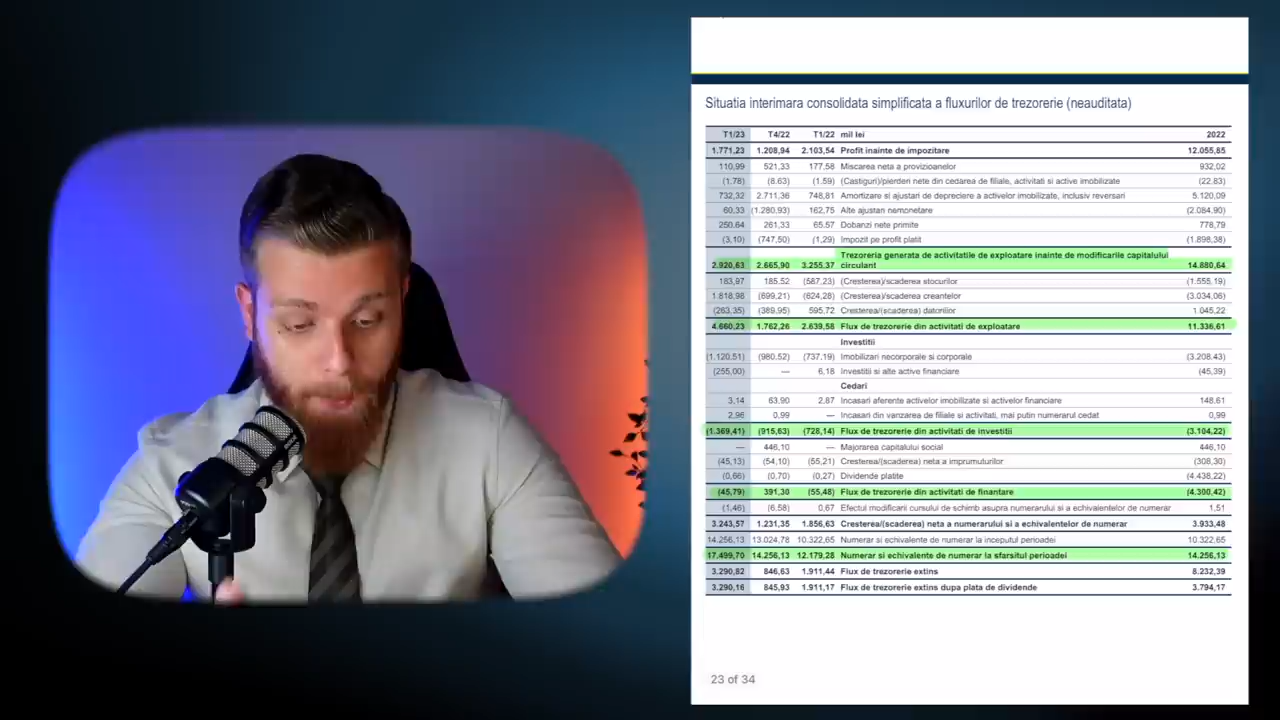 Situatia interimara consolidata simplificata a fluxurilor de trezorerie (neauditata)
T1/23 T4/22 T1/22 mil lei 2022
1.771,23 1.208,94 2.103,54 Profit inainte de impozitare 12.055,85
110,99 521,33 177,58 Miscarea neta a provizioanelor 932,02
(1,78) (8,63) (1,59) (Castiguri)/pierderi nete din cedarea de filiale, activitati si active imobilizate (22,83)
732,32 2.711,36 748,81 Amortizare si ajustari de depreciere a activelor imobilizate, inclusiv reversari 5.120,09
60,33 (1.280,93) 162,75 Alte ajustari nemonetare (2.084,90)
250,64 261,33 65,57 Dobanzi nete primite 778,79
(3,10) (747,50) (1,29) Impozit pe profit platit (1.898,38)
Trezoreria generata de activitatile de exploatare inainte de modificarile capitalului
2.920,63 2.665,90 3.255,37 circulant 14.880,64
183,97 185,52 (587,23) (Cresterea)/scaderea stocurilor (1.555,19)
1.818,98 (699,21) (624,28) (Cresterea)/scaderea creantelor (3.034,06)
(263,35) (389,95) 595,72 Cresterea/(scaderea) datoriilor 1.045,22
4.660,23 1.762,26 2.639,58 Flux de trezorerie din activitati de exploatare 11.336,61
Investitii
(1.120,51) (980,52) (737,19) Imobilizari necorporale si corporale (3.208,43)
(255,00) — 6,18 Investitii si alte active financiare (45,39)
Cedari
3,14 63,90 2,87 Incasari aferente activelor imobilizate si activelor financiare 148,61
2,96 0,99 — Incasari din vanzarea de filiale si activitati, mai putin numerarul cedat 0,99
(1.369,41) (915,63) (728,14) Flux de trezorerie din activitati de investitii (3.104,22)
— 446,10 — Majorarea capitalului social 446,10
(45,13) (54,10) (55,21) Cresterea/(scaderea) neta a imprumuturilor (308,30)
(0,66) (0,70) (0,27) Dividende platite (4.438,22)
(45,79) 391,30 (55,48) Flux de trezorerie din activitati de finantare (4.300,42)
(1,46) (6,58) 0,67 Efectul modificarii cursului de schimb asupra numerarului si a echivalentelor de numerar 1,51
3.243,57 1.231,35 1.856,63 Cresterea/(scaderea) neta a numerarului si a echivalentelor de numerar 3.933,48
14.256,13 13.024,78 10.322,65 Numerar si echivalente de numerar la inceputul perioadei 10.322,65
17.499,70 14.256,13 12.179,28 Numerar si echivalente de numerar la sfarsitul perioadei 14.256,13
3.290,82 846,63 1.911,44 Flux de trezorerie extins 8.232,39
3.290,16 845,93 1.911,17 Flux de trezorerie extins dupa plata de dividende 3.794,17
23 of 34